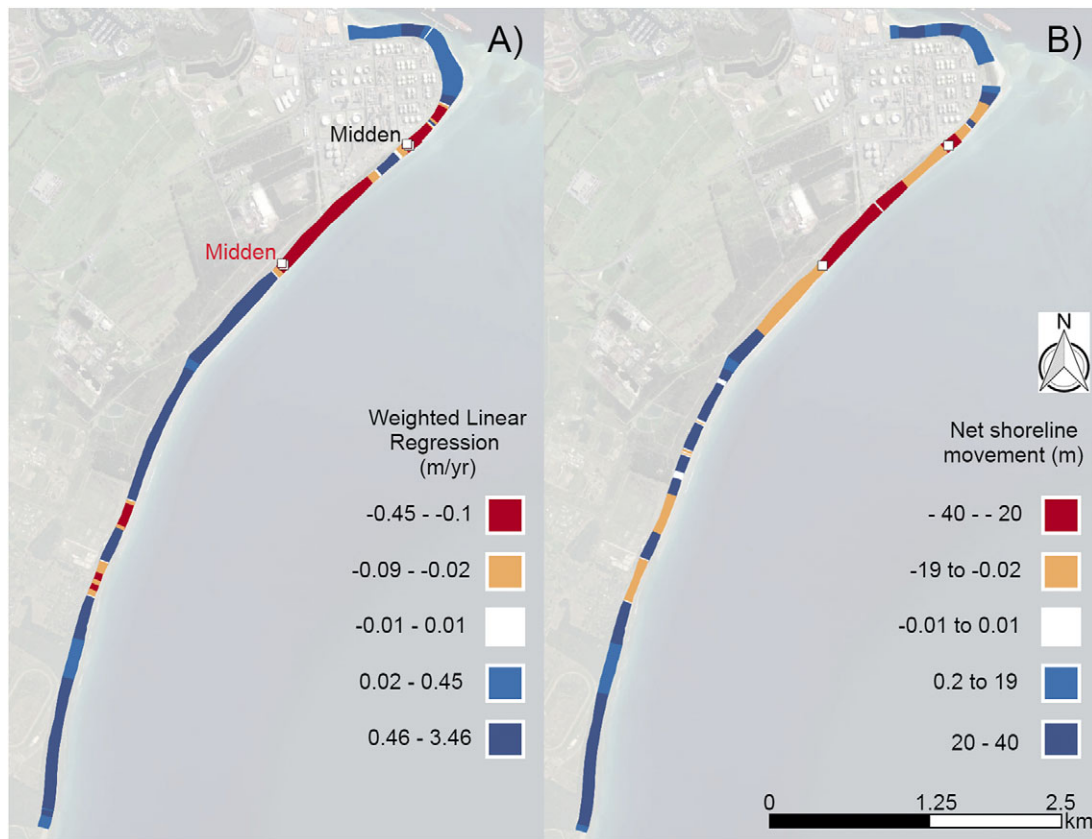 A)
Midden
Midden
Weighted Linear
Regression
(m/yr)
-0.45 - -0.1
-0.09 - -0.02
-0.01 - 0.01
0.02 - 0.45
0.46 - 3.46
B)
N
Net shoreline
movement (m)
- 40 - - 20
-19 to -0.02
-0.01 to 0.01
0.2 to 19
20 - 40
0 1.25 2.5
km